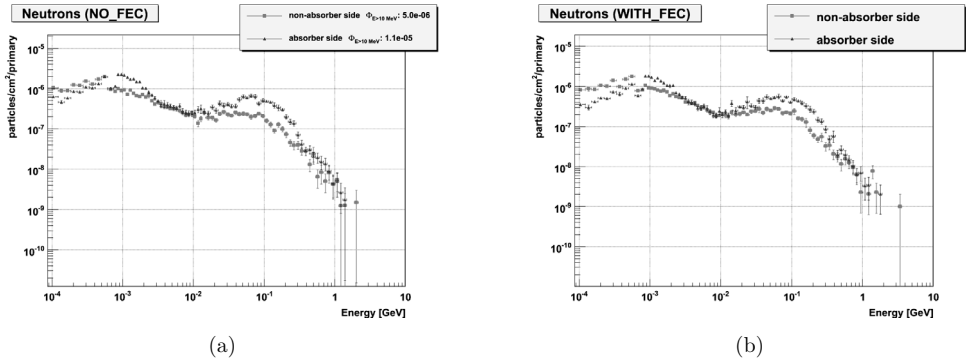 Neutrons (NO_FEC)
non-absorber side ΦE>10 MeV: 5.0e-06
absorber side ΦE>10 MeV: 1.1e-05
particles/cm²/primary
10⁻⁵
10⁻⁶
10⁻⁷
10⁻⁸
10⁻⁹
10⁻¹⁰
10⁻⁴
10⁻³
10⁻²
10⁻¹
1
10
Energy [GeV]
(a)
Neutrons (WITH_FEC)
non-absorber side
absorber side
particles/cm²/primary
10⁻⁵
10⁻⁶
10⁻⁷
10⁻⁸
10⁻⁹
10⁻¹⁰
10⁻⁴
10⁻³
10⁻²
10⁻¹
1
10
Energy [GeV]
(b)